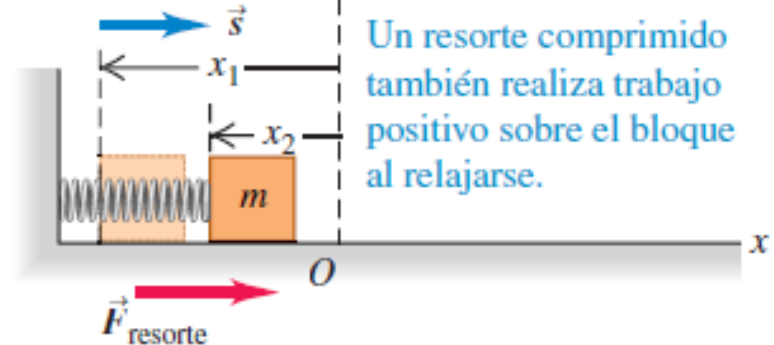 s
Un resorte comprimido
x1
también realiza trabajo
x2
positivo sobre el bloque
al relajarse.
m
x
O
F resorte